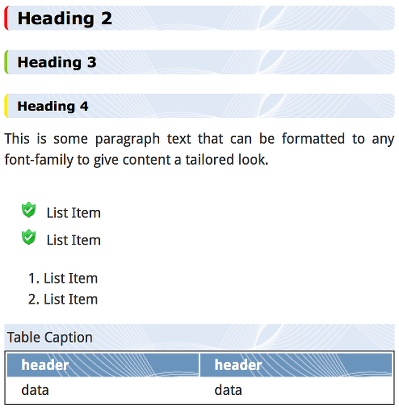 Heading 2
Heading 3
Heading 4
This is some paragraph text that can be formatted to any
font-family to give content a tailored look.
List Item
List Item
1. List Item
2. List Item
Table Caption
header header
data data